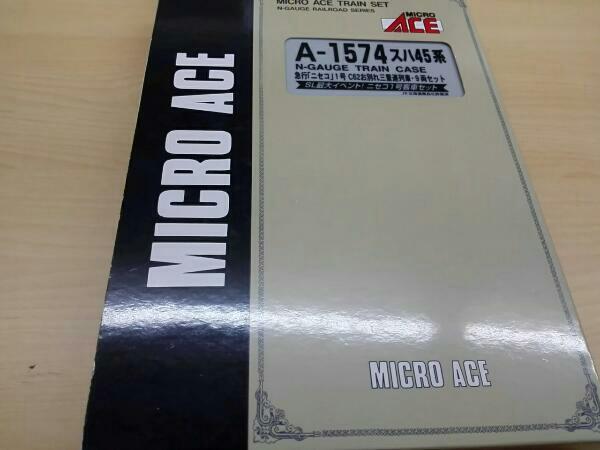 MICRO ACE TRAIN SET
N-GAUGE RAILROAD SERIES
MICRO
ACE
A-1574 スハ45系
N-GAUGE TRAIN CASE
急行「ニセコ」1号 C62お別れ三重連列車・9両セット
SL最大イベント! ニセコ1号客車セット
MICRO ACE
MICRO ACE